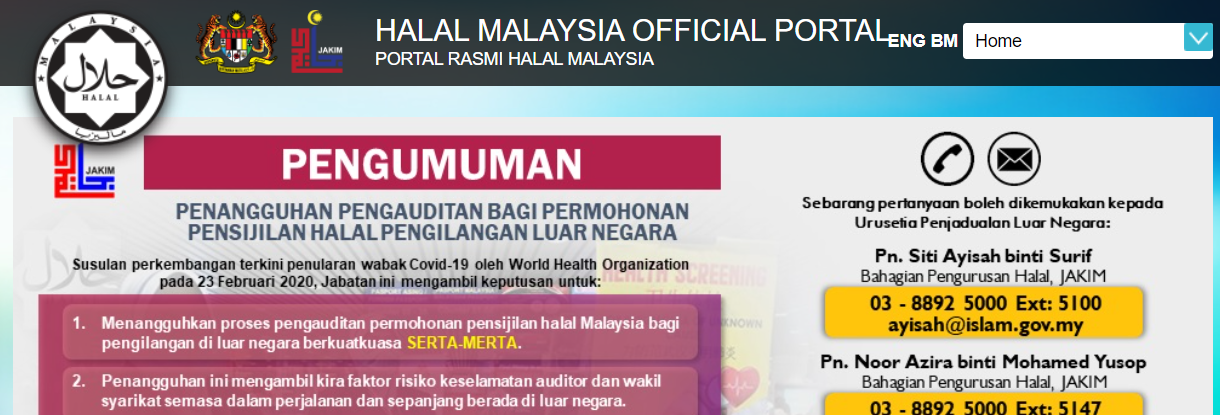 MALAYSIA
حلال
HALAL
ماليزيا
JAKIM
HALAL MALAYSIA OFFICIAL PORTAL
PORTAL RASMI HALAL MALAYSIA
ENG BM
Home
JAKIM
PENGUMUMAN
PENANGGUHAN PENGAUDITAN BAGI PERMOHONAN
PENSIJILAN HALAL PENGILANGAN LUAR NEGARA
Susulan perkembangan terkini penularan wabak Covid-19 oleh World Health Organization
pada 23 Februari 2020, Jabatan ini mengambil keputusan untuk:
1. Menangguhkan proses pengauditan permohonan pensijilan halal Malaysia bagi
pengilangan di luar negara berkuatkuasa SERTA-MERTA.
2. Penangguhan ini mengambil kira faktor risiko keselamatan auditor dan wakil
syarikat semasa dalam perjalanan dan sepanjang berada di luar negara.
HEALTH SCREENING
Sebarang pertanyaan boleh dikemukakan kepada
Urusetia Penjadualan Luar Negara:
Pn. Siti Ayisah binti Surif
Bahagian Pengurusan Halal, JAKIM
03 - 8892 5000 Ext: 5100
ayisah@islam.gov.my
Pn. Noor Azira binti Mohamed Yusop
Bahagian Pengurusan Halal, JAKIM
03 - 8892 5000 Ext: 5147